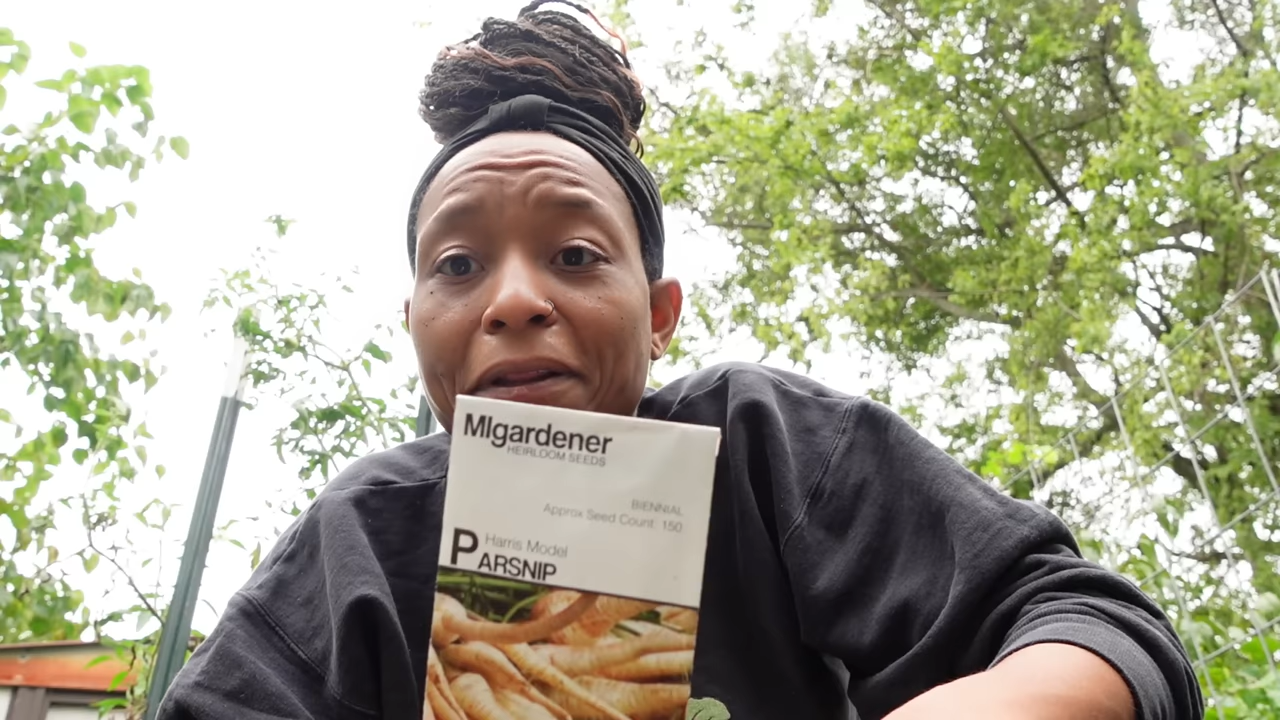 MIgardener
HEIRLOOM SEEDS
BIENNIAL
Approx Seed Count: 150
Harris Model
PARSNIP